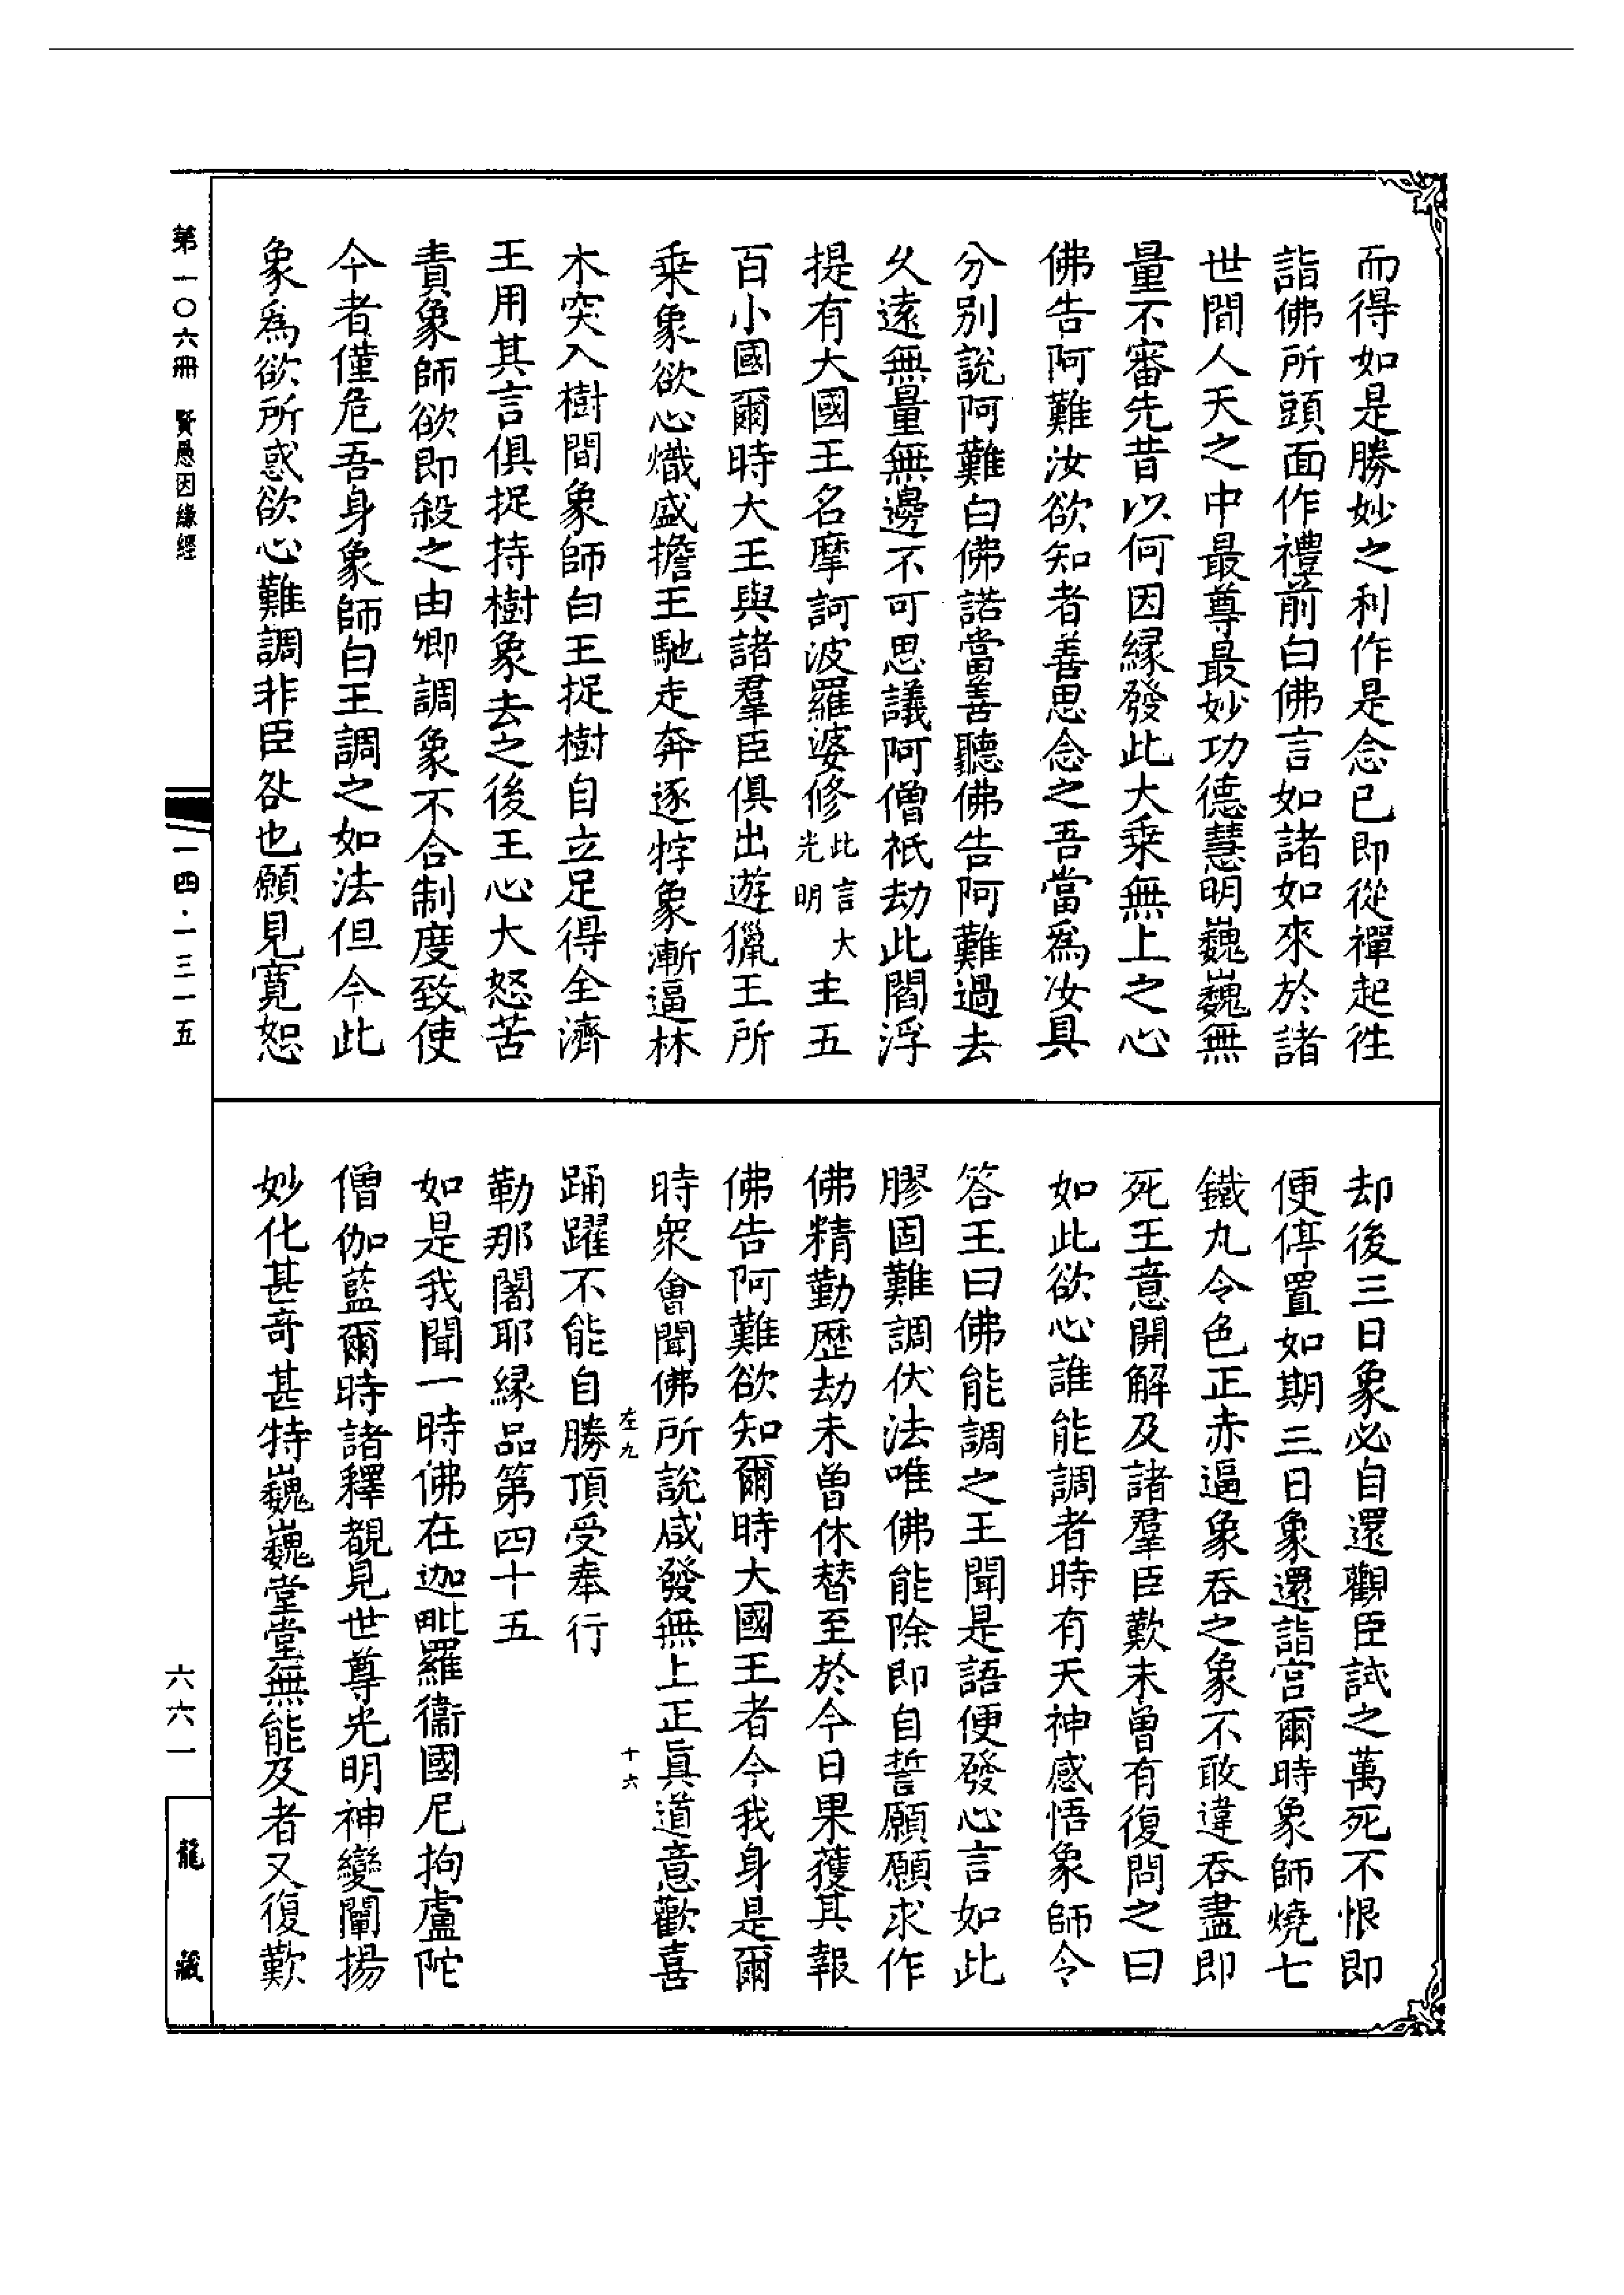 而得如是勝妙之利作是念已即從禪起往
詣佛所頭面作禮前白佛言如諸如來於諸
世間人天之中最尊最妙功德慧明巍巍無
量不審先昔以何因緣發此大乗無上之心
佛告阿難汝欲知者善思念之吾當爲汝具
分別說阿難白佛諾當善聽佛告阿難過去
乆遠無量無邊不可思議阿僧祇劫此閻浮
提有大國王名摩訶波羅婆修此言大光明主五
百小國爾時大王與諸羣臣俱出遊獵王所
乗象欲心熾盛擔王馳走奔逐牸象漸逼林
木突入樹間象師白王捉樹自立足得全濟
王用其言俱捉持樹象去之後王心大怒苦
責象師欲即殺之由卿調象不合制度致使
今者僅危吾身象師白王調之如法但今此
象爲欲所惑欲心難調非臣咎也願見寛恕
却後三日象必自還觀臣試之萬死不恨即
便停置如期三日象還詣宫爾時象師燒七
鐵丸令色正赤逼象吞之象不敢違吞盡即
死王意開解及諸羣臣歎未曾有復問之曰
如此欲心誰能調者時有天神感悟象師令
答王曰佛能調之王聞是語便發心言如此
膠固難調伏法唯佛能除即自誓願願求作
佛精勤歷劫未曾休替至於今日果獲其報
佛告阿難欲知爾時大國王者今我身是爾
時衆會聞佛所說咸發無上正眞道意歡喜
左九
十六
踊躍不能自勝頂受奉行
勒那闍耶緣品第四十五
如是我聞一時佛在迦毗羅衞國尼拘盧陀
僧伽藍爾時諸釋覩見世尊光明神變闡揚
妙化甚奇甚特巍巍堂堂無能及者又復歎
第一〇六冊　賢愚因緣經
一四·一三一五
六六一
龍藏